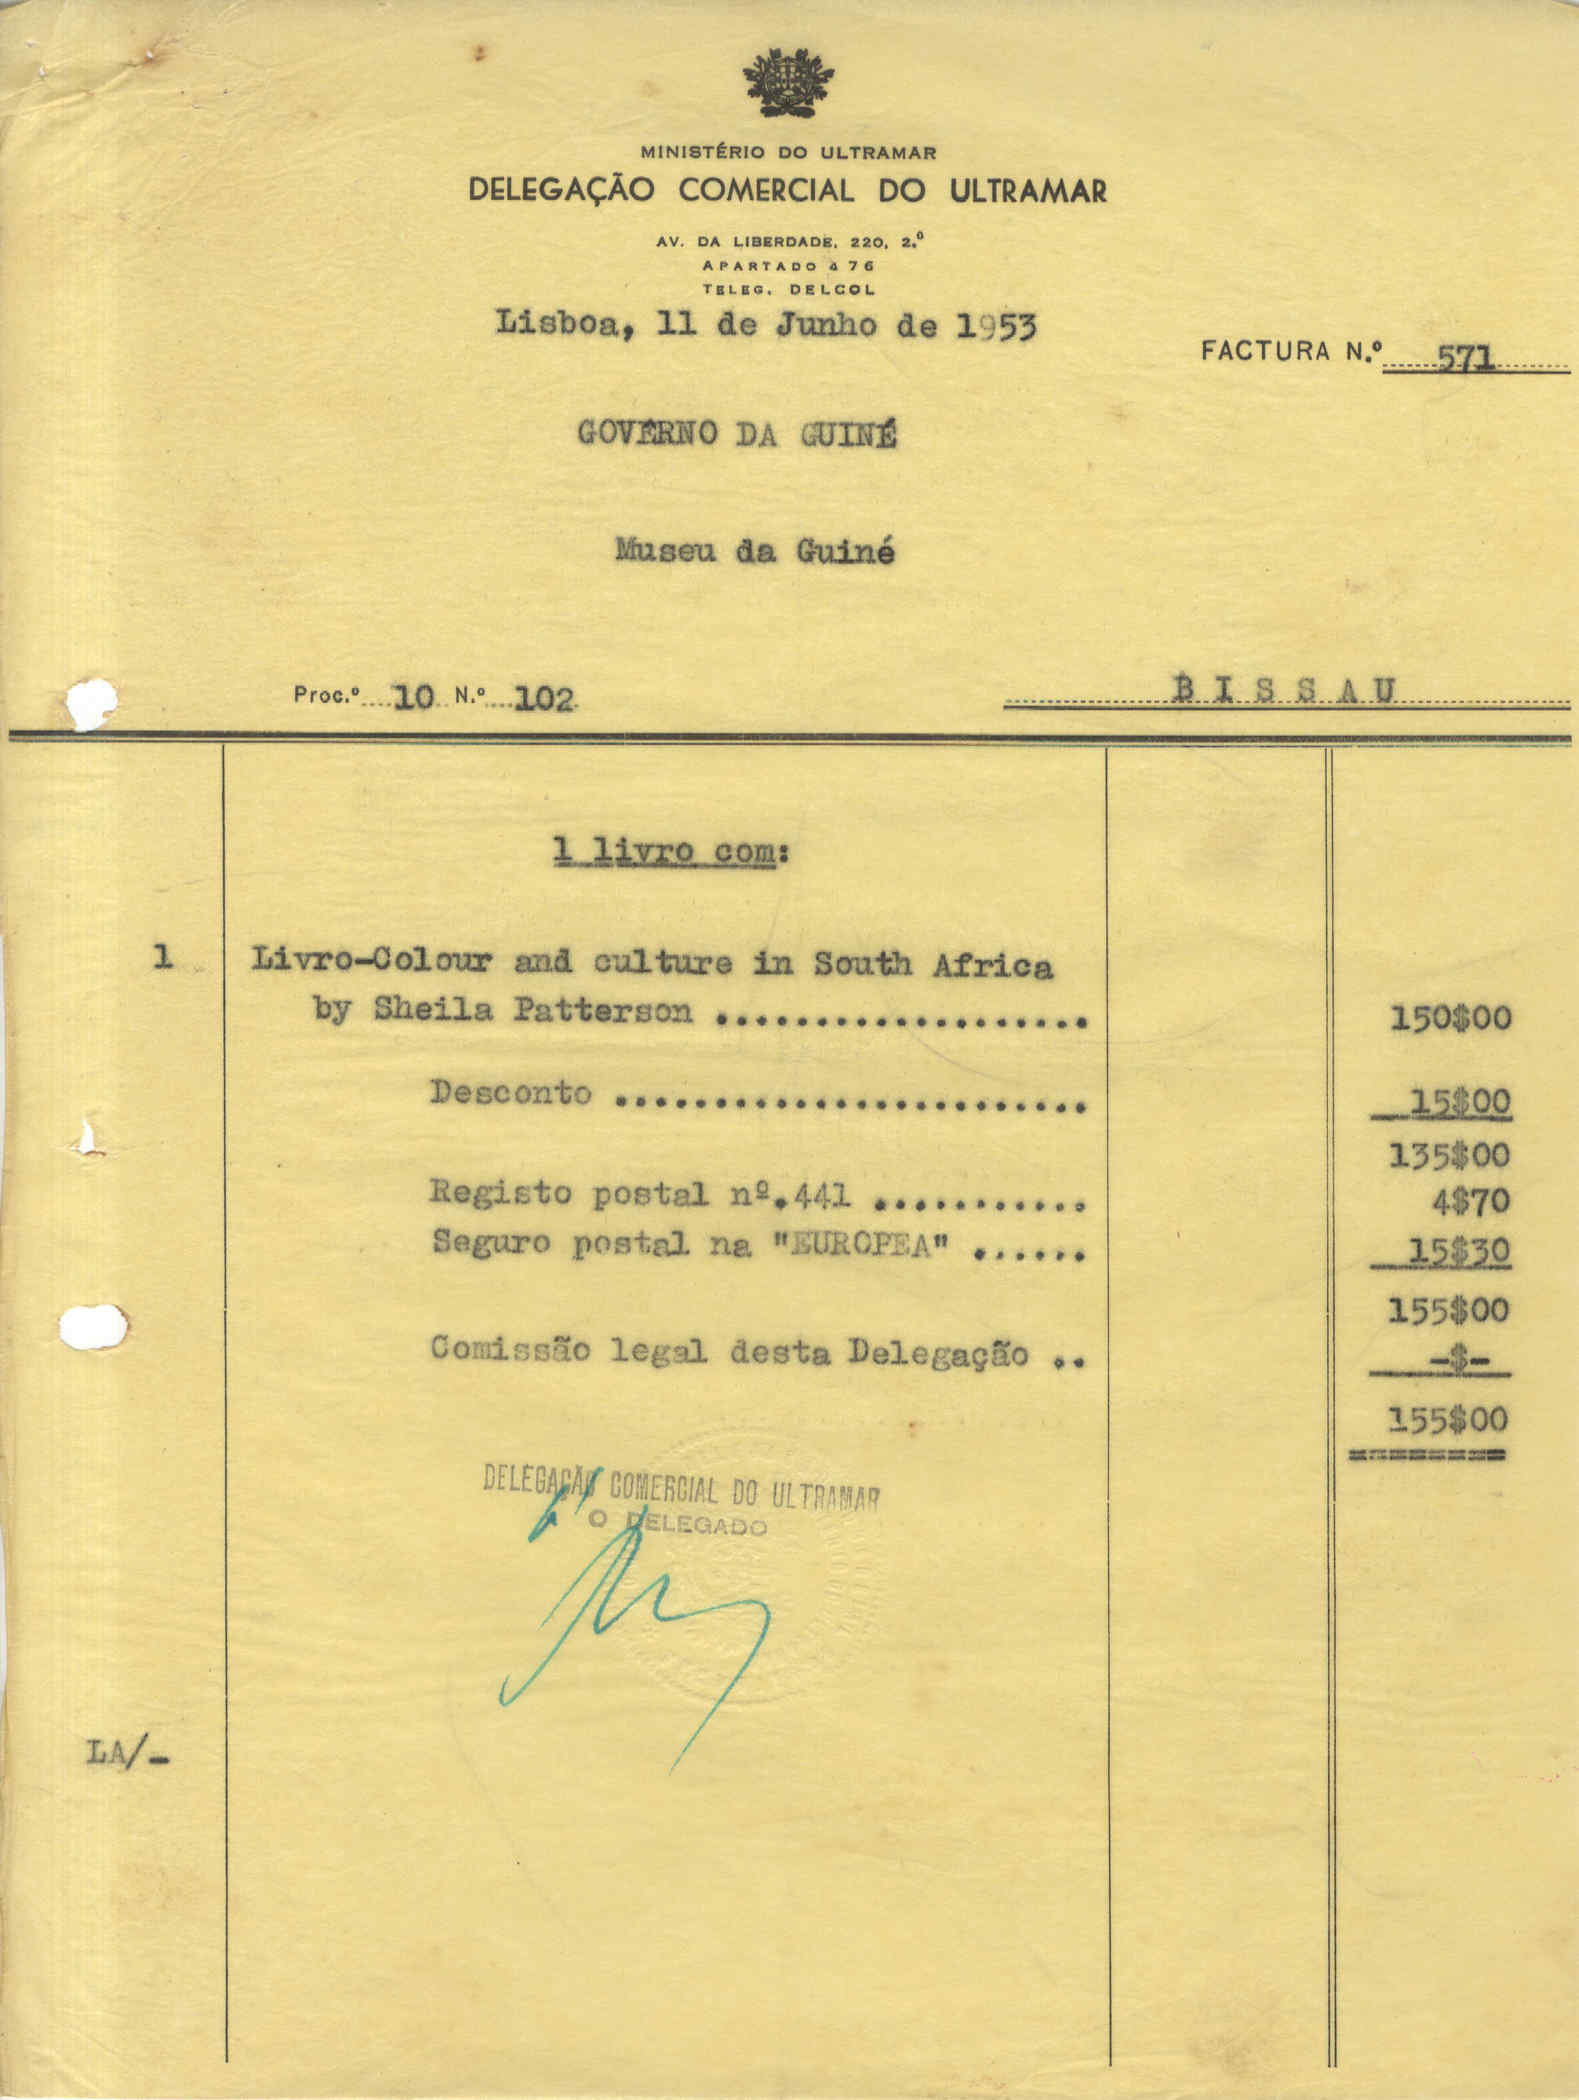 MINISTÉRIO DO ULTRAMAR
DELEGAÇÃO COMERCIAL DO ULTRAMAR
AV. DA LIBERDADE, 220, 2.º
APARTADO 476
TELEG. DELCOL
Lisboa, 11 de Junho de 1953
FACTURA N.º 571
GOVÊRNO DA GUINÉ
Museu da Guiné
Proc.º 10 N.º 102
BISSAU
1 livro com:
1 Livro-Colour and culture in South Africa
by Sheila Patterson ................... 150$00
Desconto ........................ 15$00
135$00
Registo postal nº.441 ........... 4$70
Seguro postal na "EUROPEA" ...... 15$30
155$00
Comissão legal desta Delegação .. -$-
155$00
========
DELEGAÇÃO COMERCIAL DO ULTRAMAR
O DELEGADO
LA/-